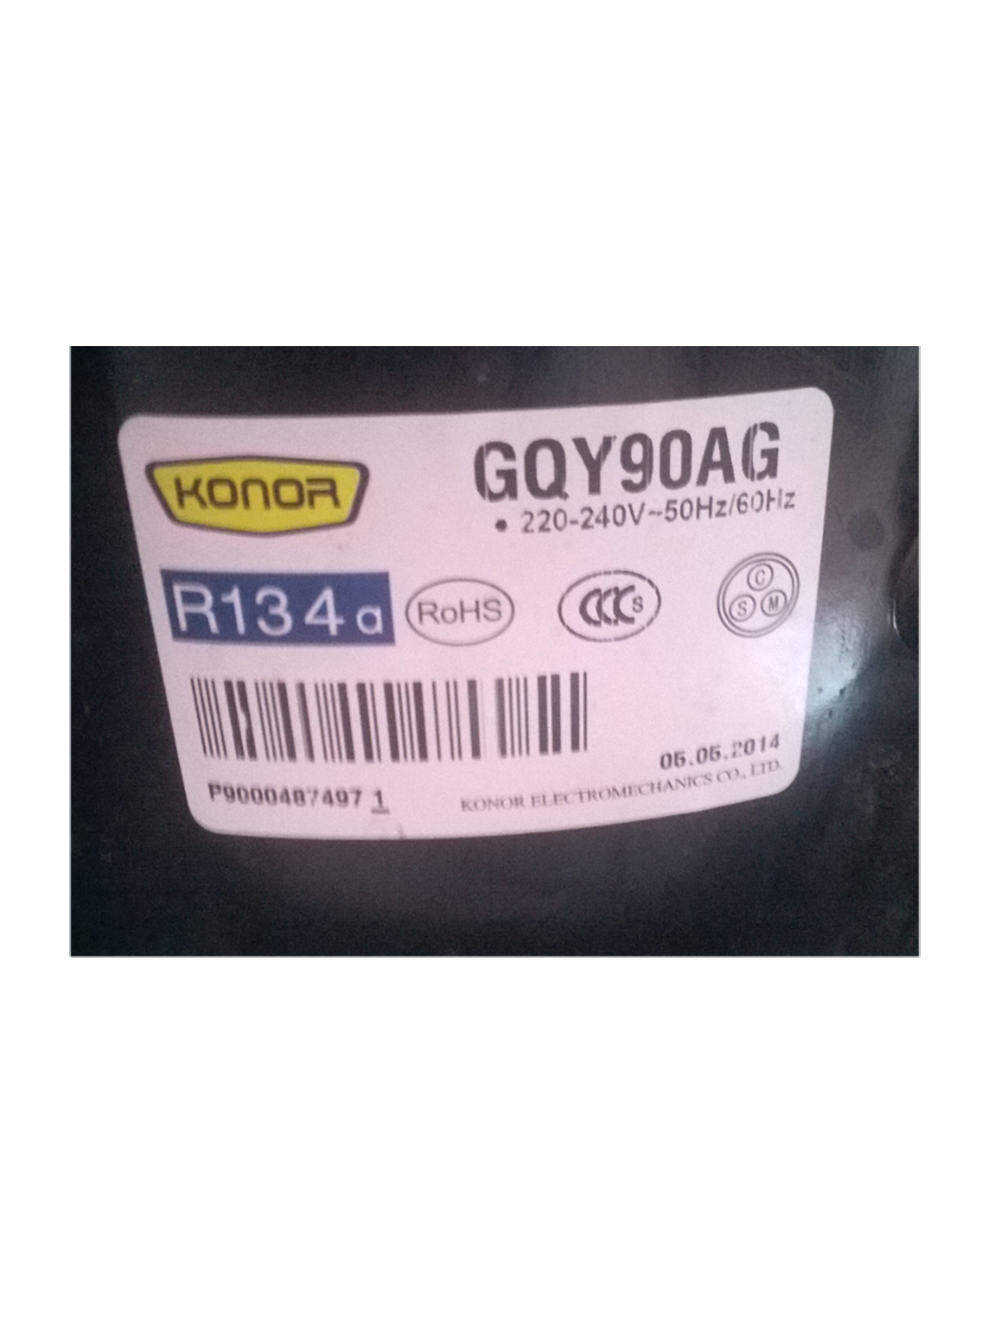 KONOR
GQY90AG
• 220-240V~50Hz/60Hz
R134a
RoHS
CCC S
C
S M
05.05.2014
P9000487497 1
KONOR ELECTROMECHANICS CO., LTD.